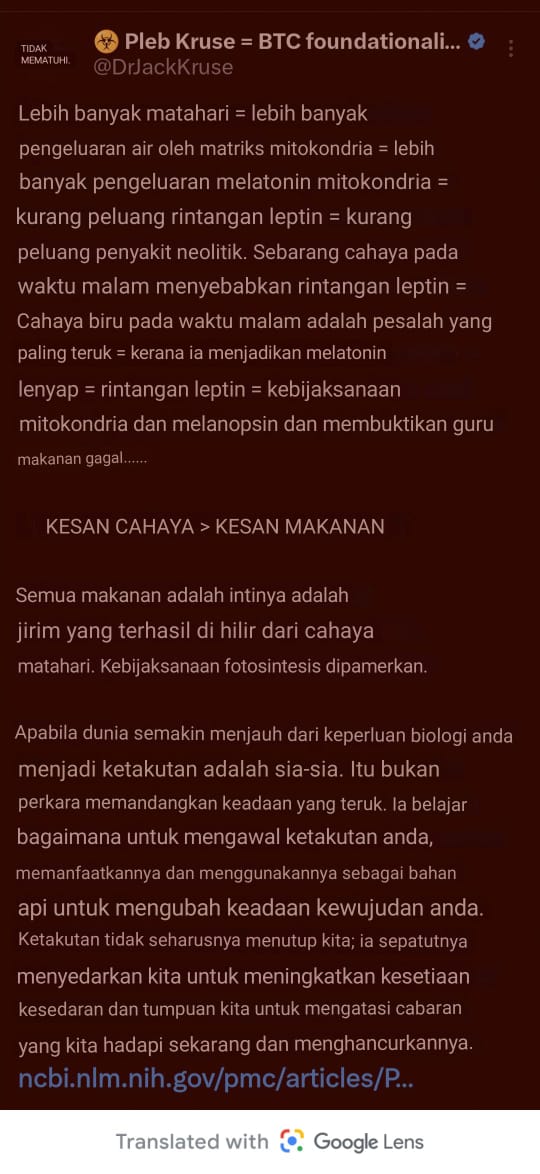 TIDAK
MEMATUHI.
Pleb Kruse = BTC foundationali...
@DrJackKruse
Lebih banyak matahari = lebih banyak
pengeluaran air oleh matriks mitokondria = lebih
banyak pengeluaran melatonin mitokondria =
kurang peluang rintangan leptin = kurang
peluang penyakit neolitik. Sebarang cahaya pada
waktu malam menyebabkan rintangan leptin =
Cahaya biru pada waktu malam adalah pesalah yang
paling teruk = kerana ia menjadikan melatonin
lenyap = rintangan leptin = kebijaksanaan
mitokondria dan melanopsin dan membuktikan guru
makanan gagal......
KESAN CAHAYA > KESAN MAKANAN
Semua makanan adalah intinya adalah
jirim yang terhasil di hilir dari cahaya
matahari. Kebijaksanaan fotosintesis dipamerkan.
Apabila dunia semakin menjauh dari keperluan biologi anda
menjadi ketakutan adalah sia-sia. Itu bukan
perkara memandangkan keadaan yang teruk. Ia belajar
bagaimana untuk mengawal ketakutan anda,
memanfaatkannya dan menggunakannya sebagai bahan
api untuk mengubah keadaan kewujudan anda.
Ketakutan tidak seharusnya menutup kita; ia sepatutnya
menyedarkan kita untuk meningkatkan kesetiaan
kesedaran dan tumpuan kita untuk mengatasi cabaran
yang kita hadapi sekarang dan menghancurkannya.
ncbi.nlm.nih.gov/pmc/articles/P...
Translated with Google Lens